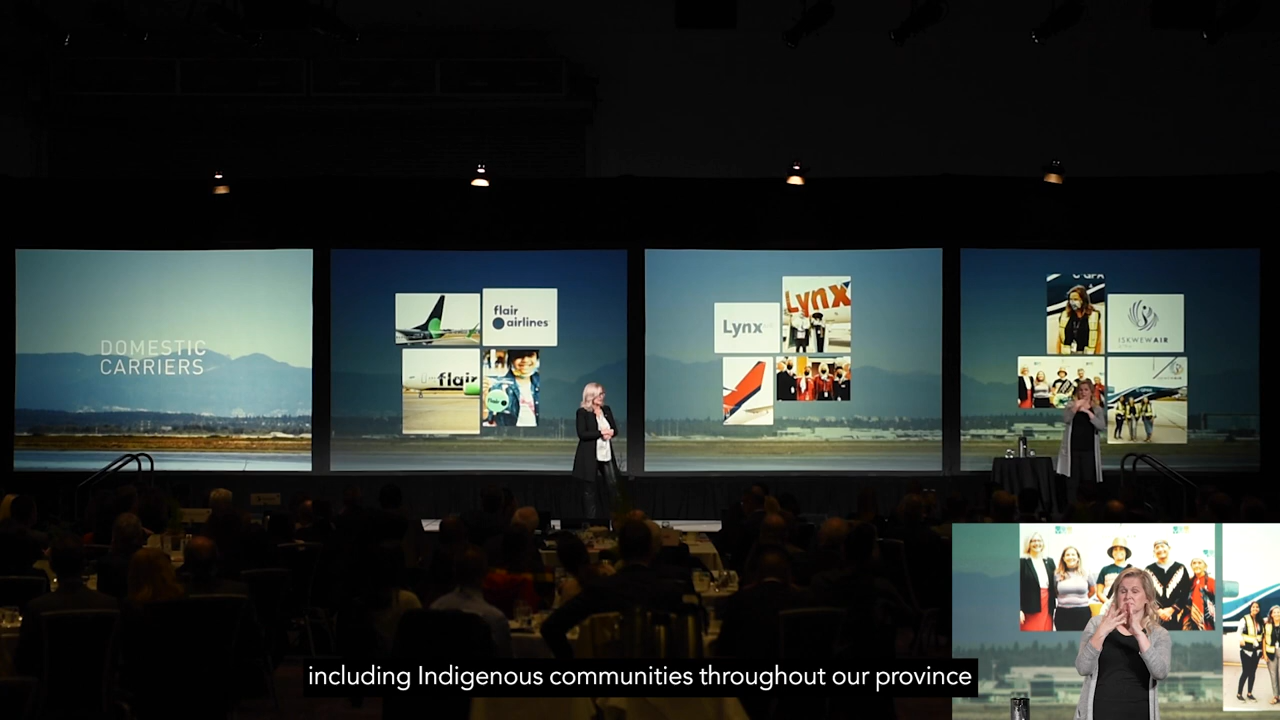 DOMESTIC
CARRIERS
flair
airlines
flair
Lynx
Lynx
ISKWEWAIR
including Indigenous communities throughout our province